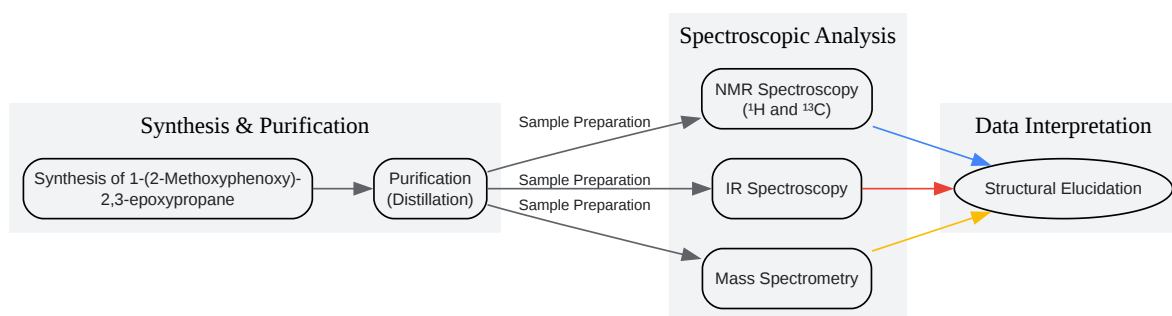 Synthesis & Purification
Synthesis of 1-(2-Methoxyphenoxy)-
2,3-epoxypropane
Purification
(Distillation)
Sample Preparation
Sample Preparation
Sample Preparation
Spectroscopic Analysis
NMR Spectroscopy
(¹H and ¹³C)
IR Spectroscopy
Mass Spectrometry
Data Interpretation
Structural Elucidation